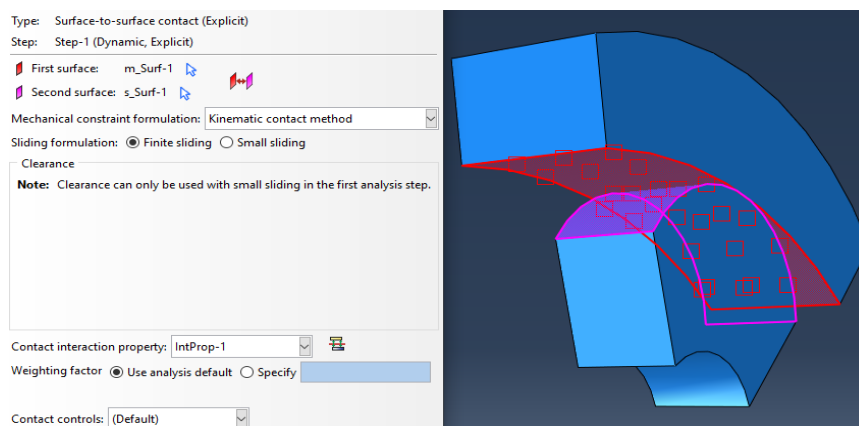 Type: Surface-to-surface contact (Explicit)
Step: Step-1 (Dynamic, Explicit)
First surface: m_Surf-1
Second surface: s_Surf-1
Mechanical constraint formulation: Kinematic contact method
Sliding formulation: Finite sliding Small sliding
Clearance
Note: Clearance can only be used with small sliding in the first analysis step.
Contact interaction property: IntProp-1
Weighting factor Use analysis default Specify
Contact controls: (Default)